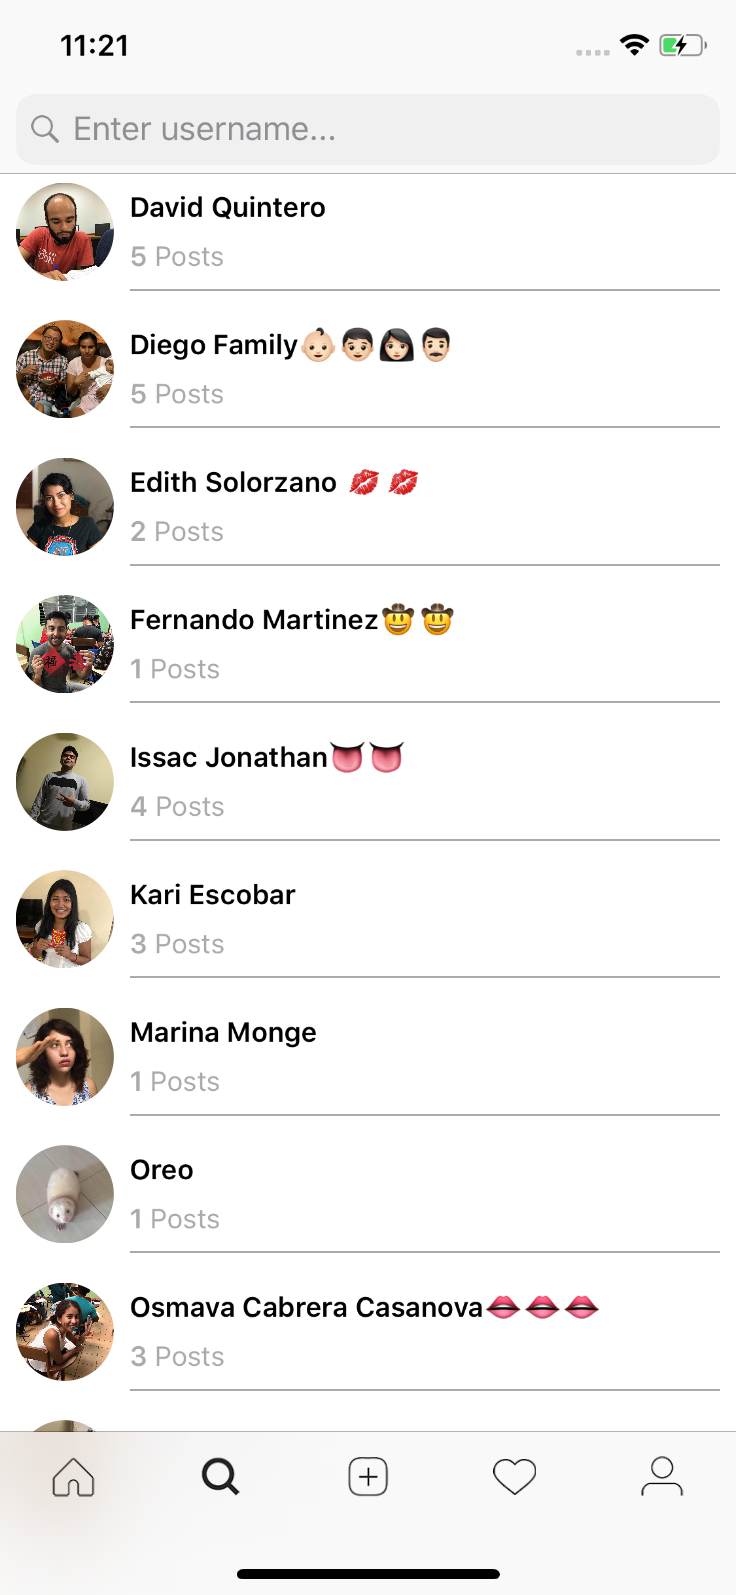 11:21
Enter username...
David Quintero
5 Posts
Diego Family👶🏻👦🏻👩🏻👨🏻
5 Posts
Edith Solorzano 💋 💋
2 Posts
Fernando Martinez🤠 🤠
1 Posts
Issac Jonathan👅👅
4 Posts
Kari Escobar
3 Posts
Marina Monge
1 Posts
Oreo
1 Posts
Osmava Cabrera Casanova👄👄👄
3 Posts